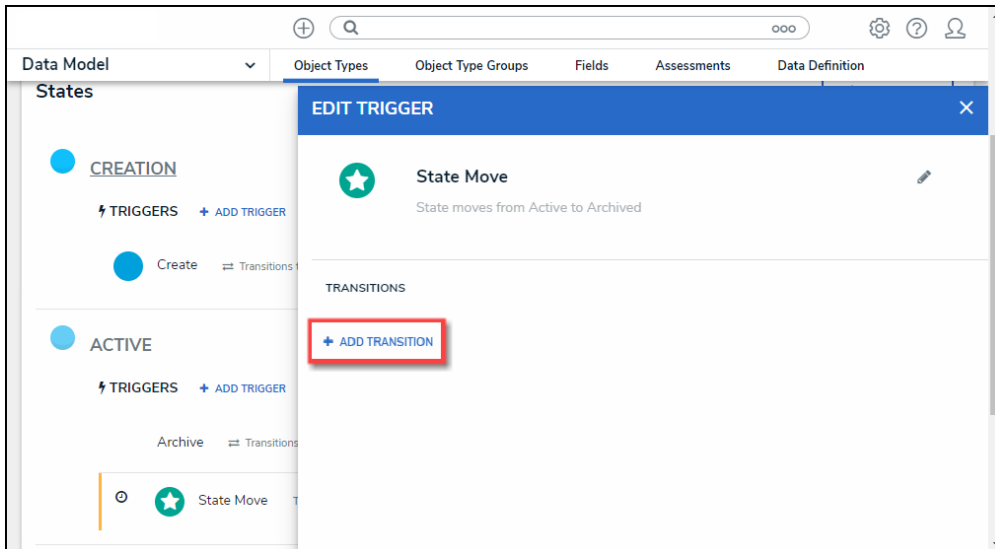 ooo
Data Model
Object Types
Object Type Groups
Fields
Assessments
Data Definition
States
CREATION
TRIGGERS
+ ADD TRIGGER
Create
Transitions
ACTIVE
TRIGGERS
+ ADD TRIGGER
Archive
Transitions
State Move
T
EDIT TRIGGER
State Move
State moves from Active to Archived
TRANSITIONS
+ ADD TRANSITION